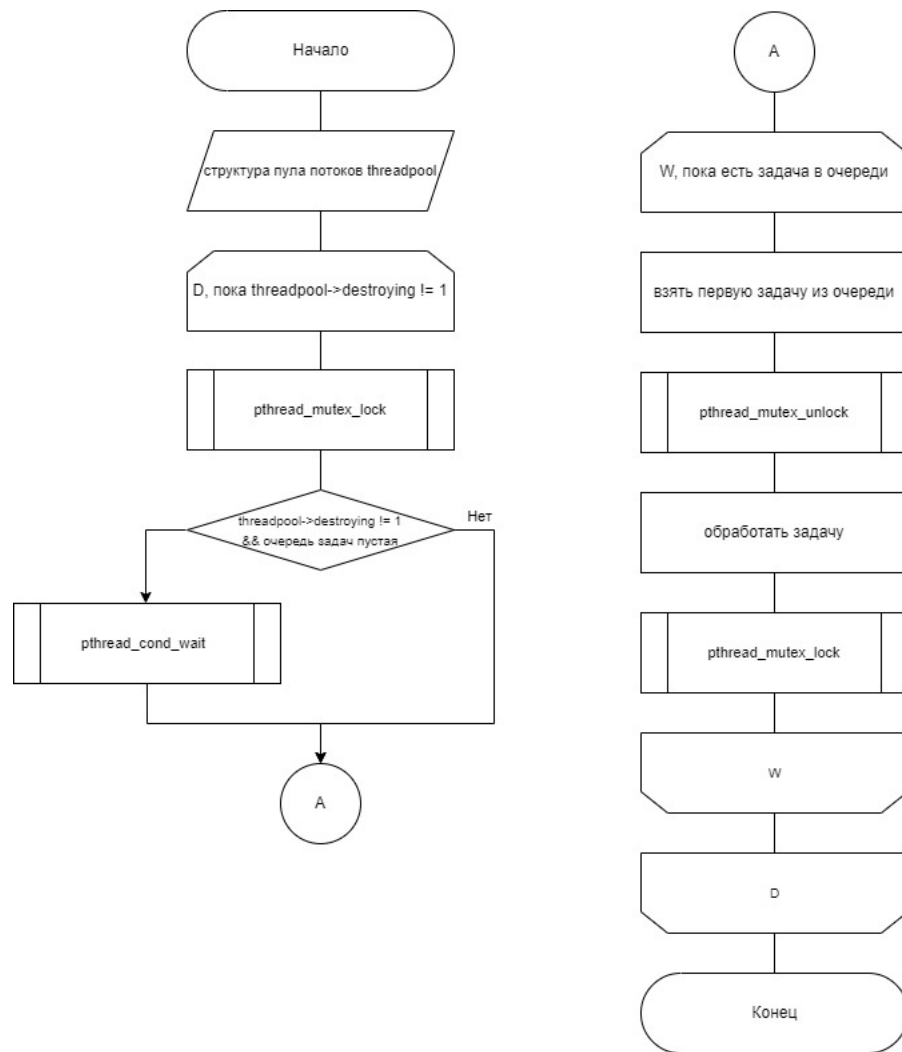 Начало
структура пула потоков threadpool
D, пока threadpool->destroying != 1
pthread_mutex_lock
threadpool->destroying != 1
&& очередь задач пустая
Нет
pthread_cond_wait
A
A
W, пока есть задача в очереди
взять первую задачу из очереди
pthread_mutex_unlock
обработать задачу
pthread_mutex_lock
W
D
Конец